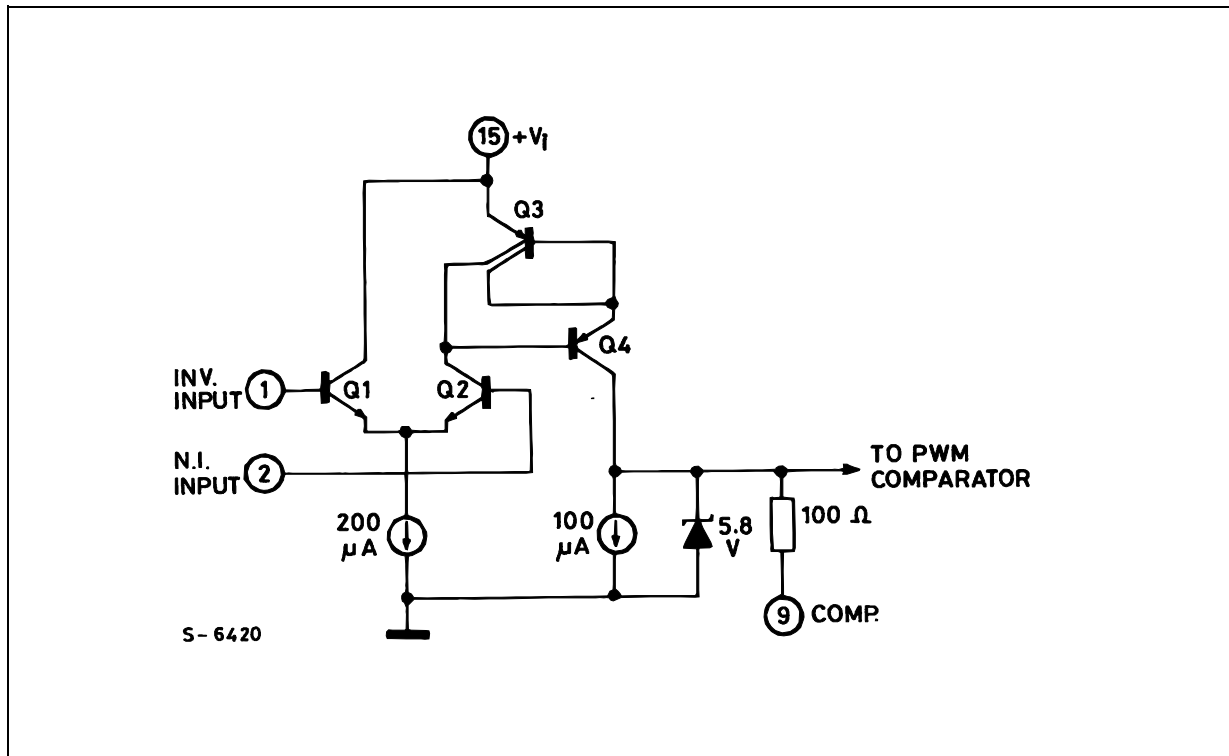 15 +Vi
Q3
Q4
INV.
INPUT 1
Q1
Q2
N.I.
INPUT 2
TO PWM
COMPARATOR
200
μA
100
μA
5.8
V
100 Ω
9 COMP.
S-6420